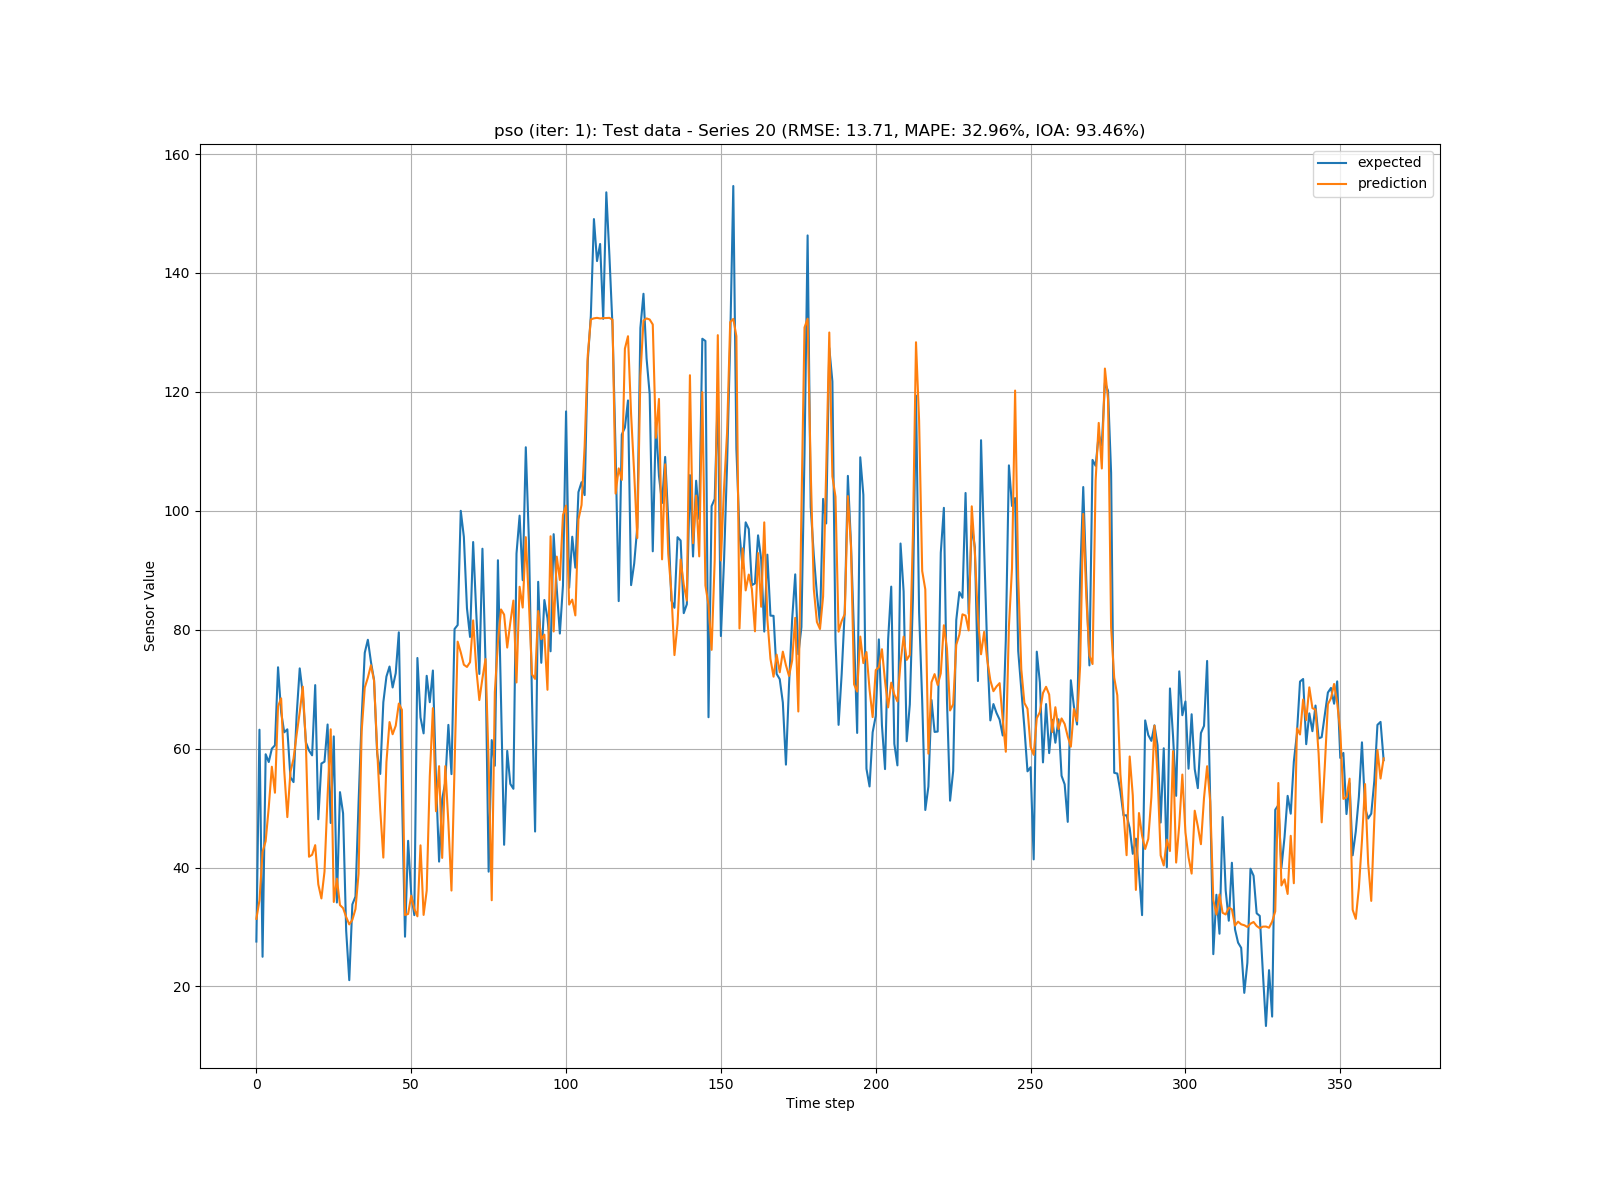 pso (iter: 1): Test data - Series 20 (RMSE: 13.71, MAPE: 32.96%, IOA: 93.46%)
expected
prediction
160
140
120
100
80
60
40
20
Sensor Value
0 50 100 150 200 250 300 350
Time step